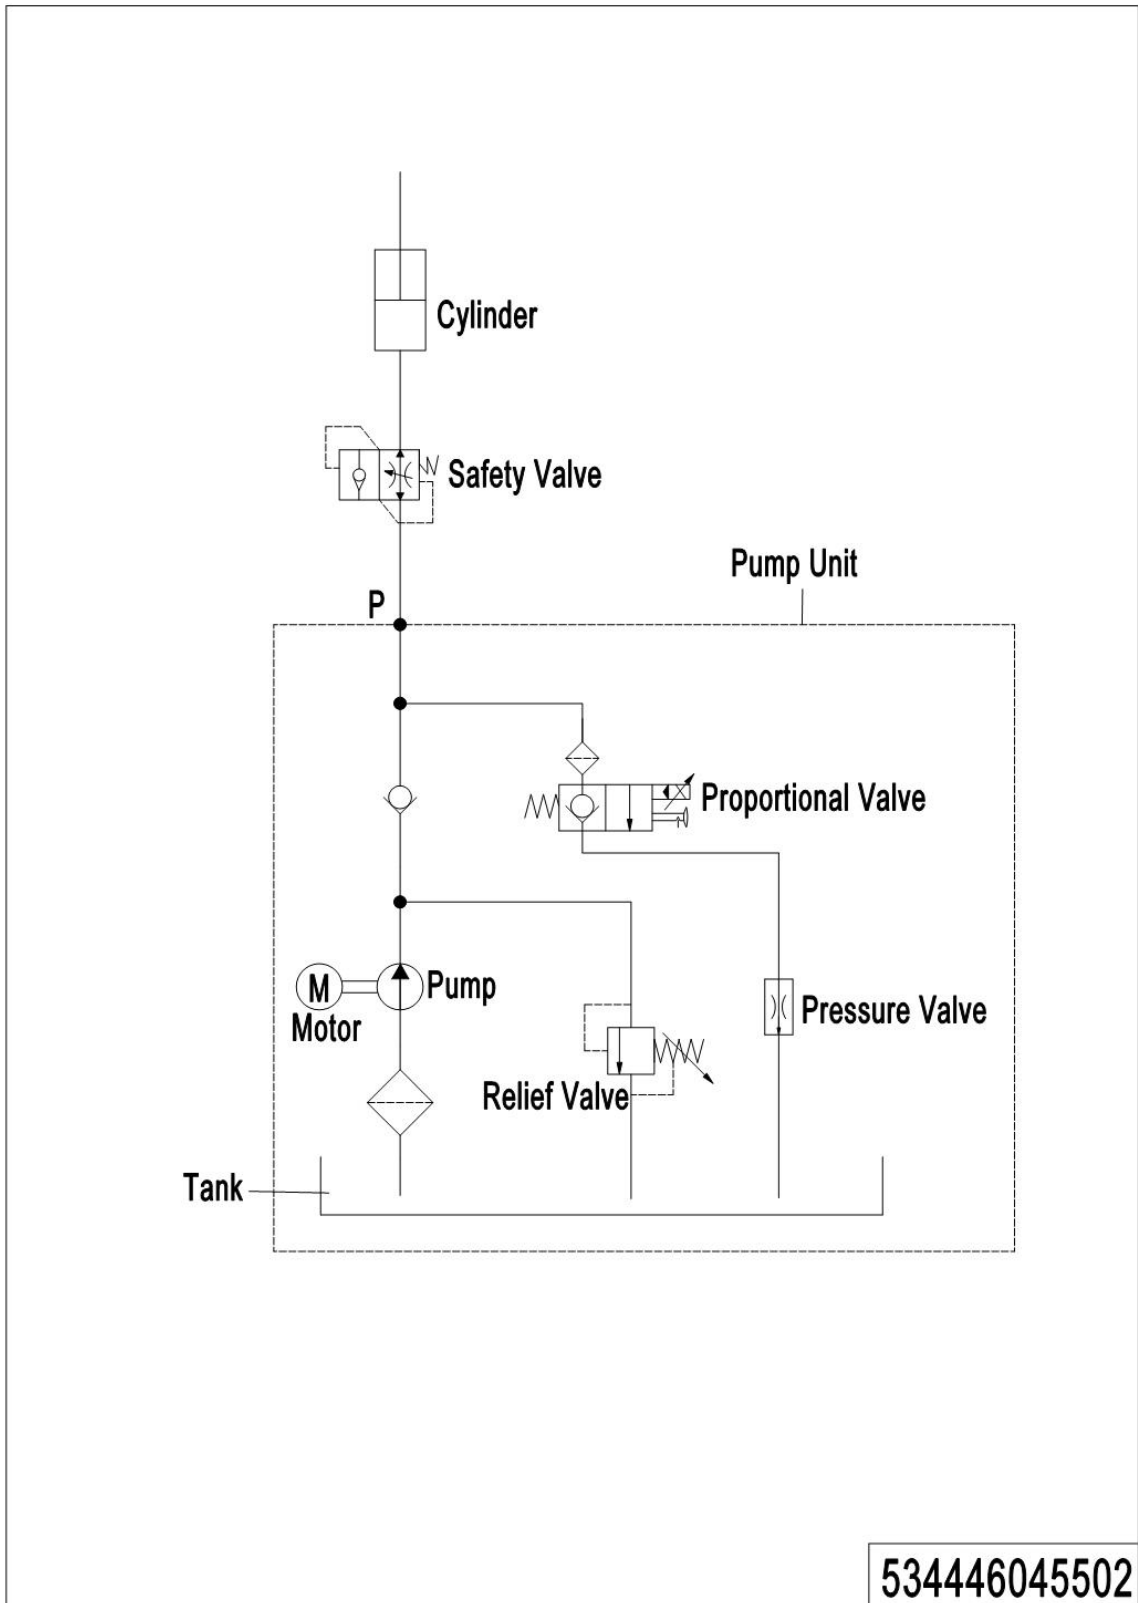 Cylinder
Safety Valve
Pump Unit
P
Proportional Valve
M
Pump
Motor
Pressure Valve
Relief Valve
Tank
534446045502